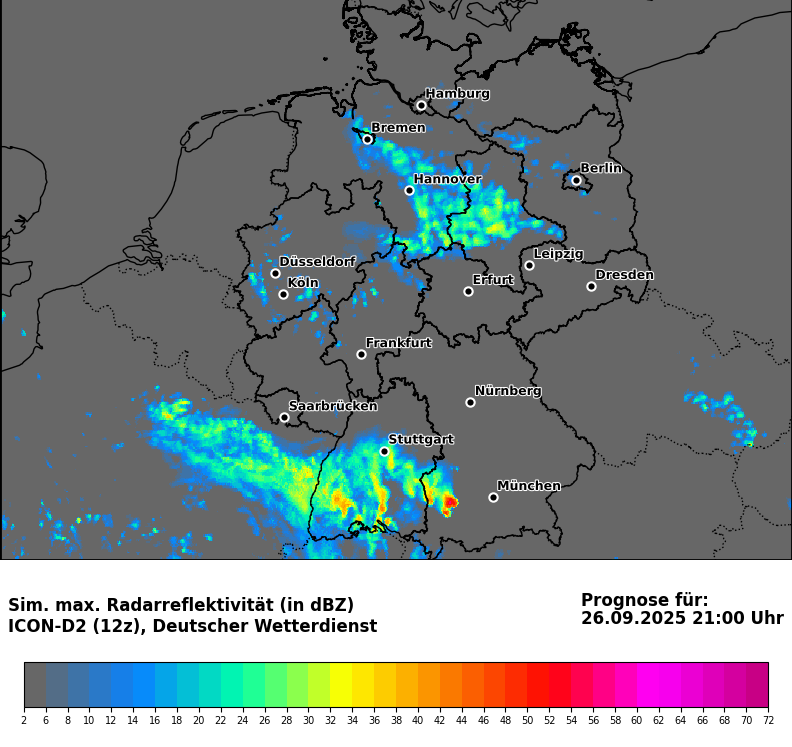 Hamburg
Bremen
Berlin
Hannover
Leipzig
Düsseldorf
Dresden
Köln
Erfurt
Frankfurt
Nürnberg
Saarbrücken
Stuttgart
München
Sim. max. Radarreflektivität (in dBZ)
ICON-D2 (12z), Deutscher Wetterdienst
Prognose für:
26.09.2025 21:00 Uhr
2 6 8 10 12 14 16 18 20 22 24 26 28 30 32 34 36 38 40 42 44 46 48 50 52 54 56 58 60 62 64 66 70 72